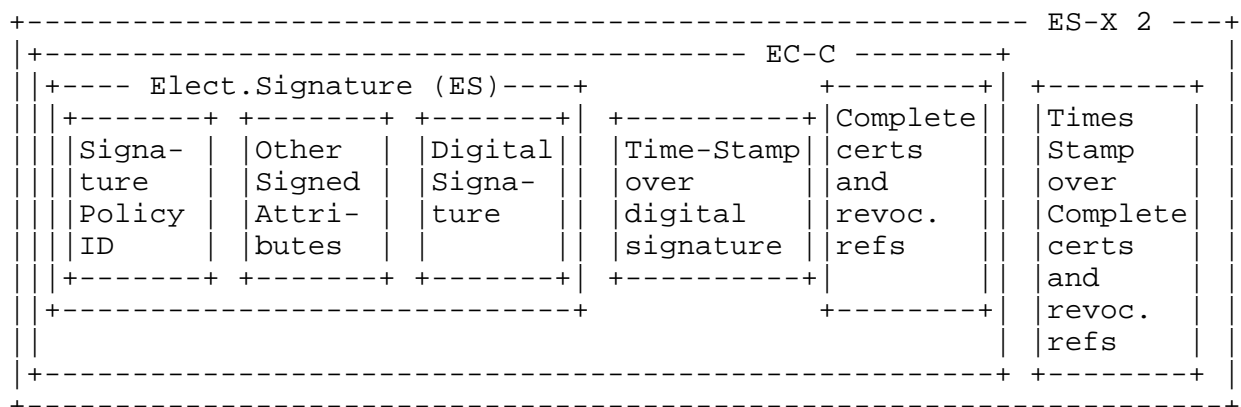 ES-X 2
EC-C
Elect.Signature (ES)
Complete Times
Signa- Other Digital Time-Stamp certs Stamp
ture Signed Signa- over and over
Policy Attri- ture digital revoc. Complete
ID butes signature refs certs
and
revoc.
refs